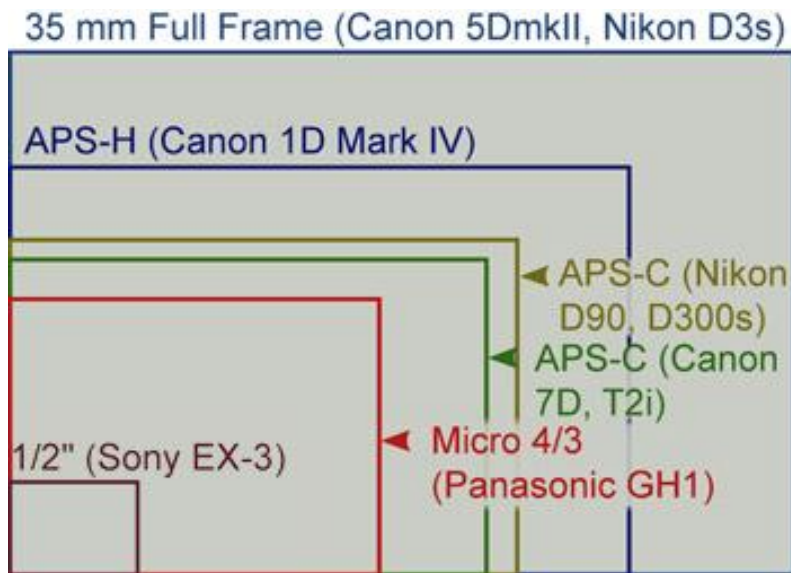 35 mm Full Frame (Canon 5DmkII, Nikon D3s)
APS-H (Canon 1D Mark IV)
APS-C (Nikon
D90, D300s)
APS-C (Canon
7D, T2i)
Micro 4/3
(Panasonic GH1)
1/2" (Sony EX-3)